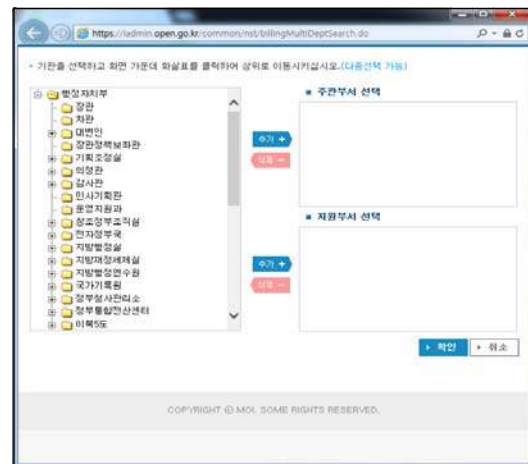 https://iadmin.open.go.kr/common/nst/billingMultiDeptSearch.do
• 기관을 선택하고 화면 가운데 화살표를 클릭하여 상위로 이동시키십시오.(다중선택 가능)
행정자치부
장관
차관
대변인
장관정책보좌관
기획조정실
의정관
감사관
인사기획관
운영지원과
창조정부조직실
전자정부국
지방행정실
지방재정세제실
지방행정연수원
국가기록원
정부청사관리소
정부통합전산센터
이북5도
주관부서 선택
추가 +
삭제 −
지원부서 선택
추가 +
삭제 −
확인
취소
COPYRIGHT ⓒ MOI. SOME RIGHTS RESERVED.